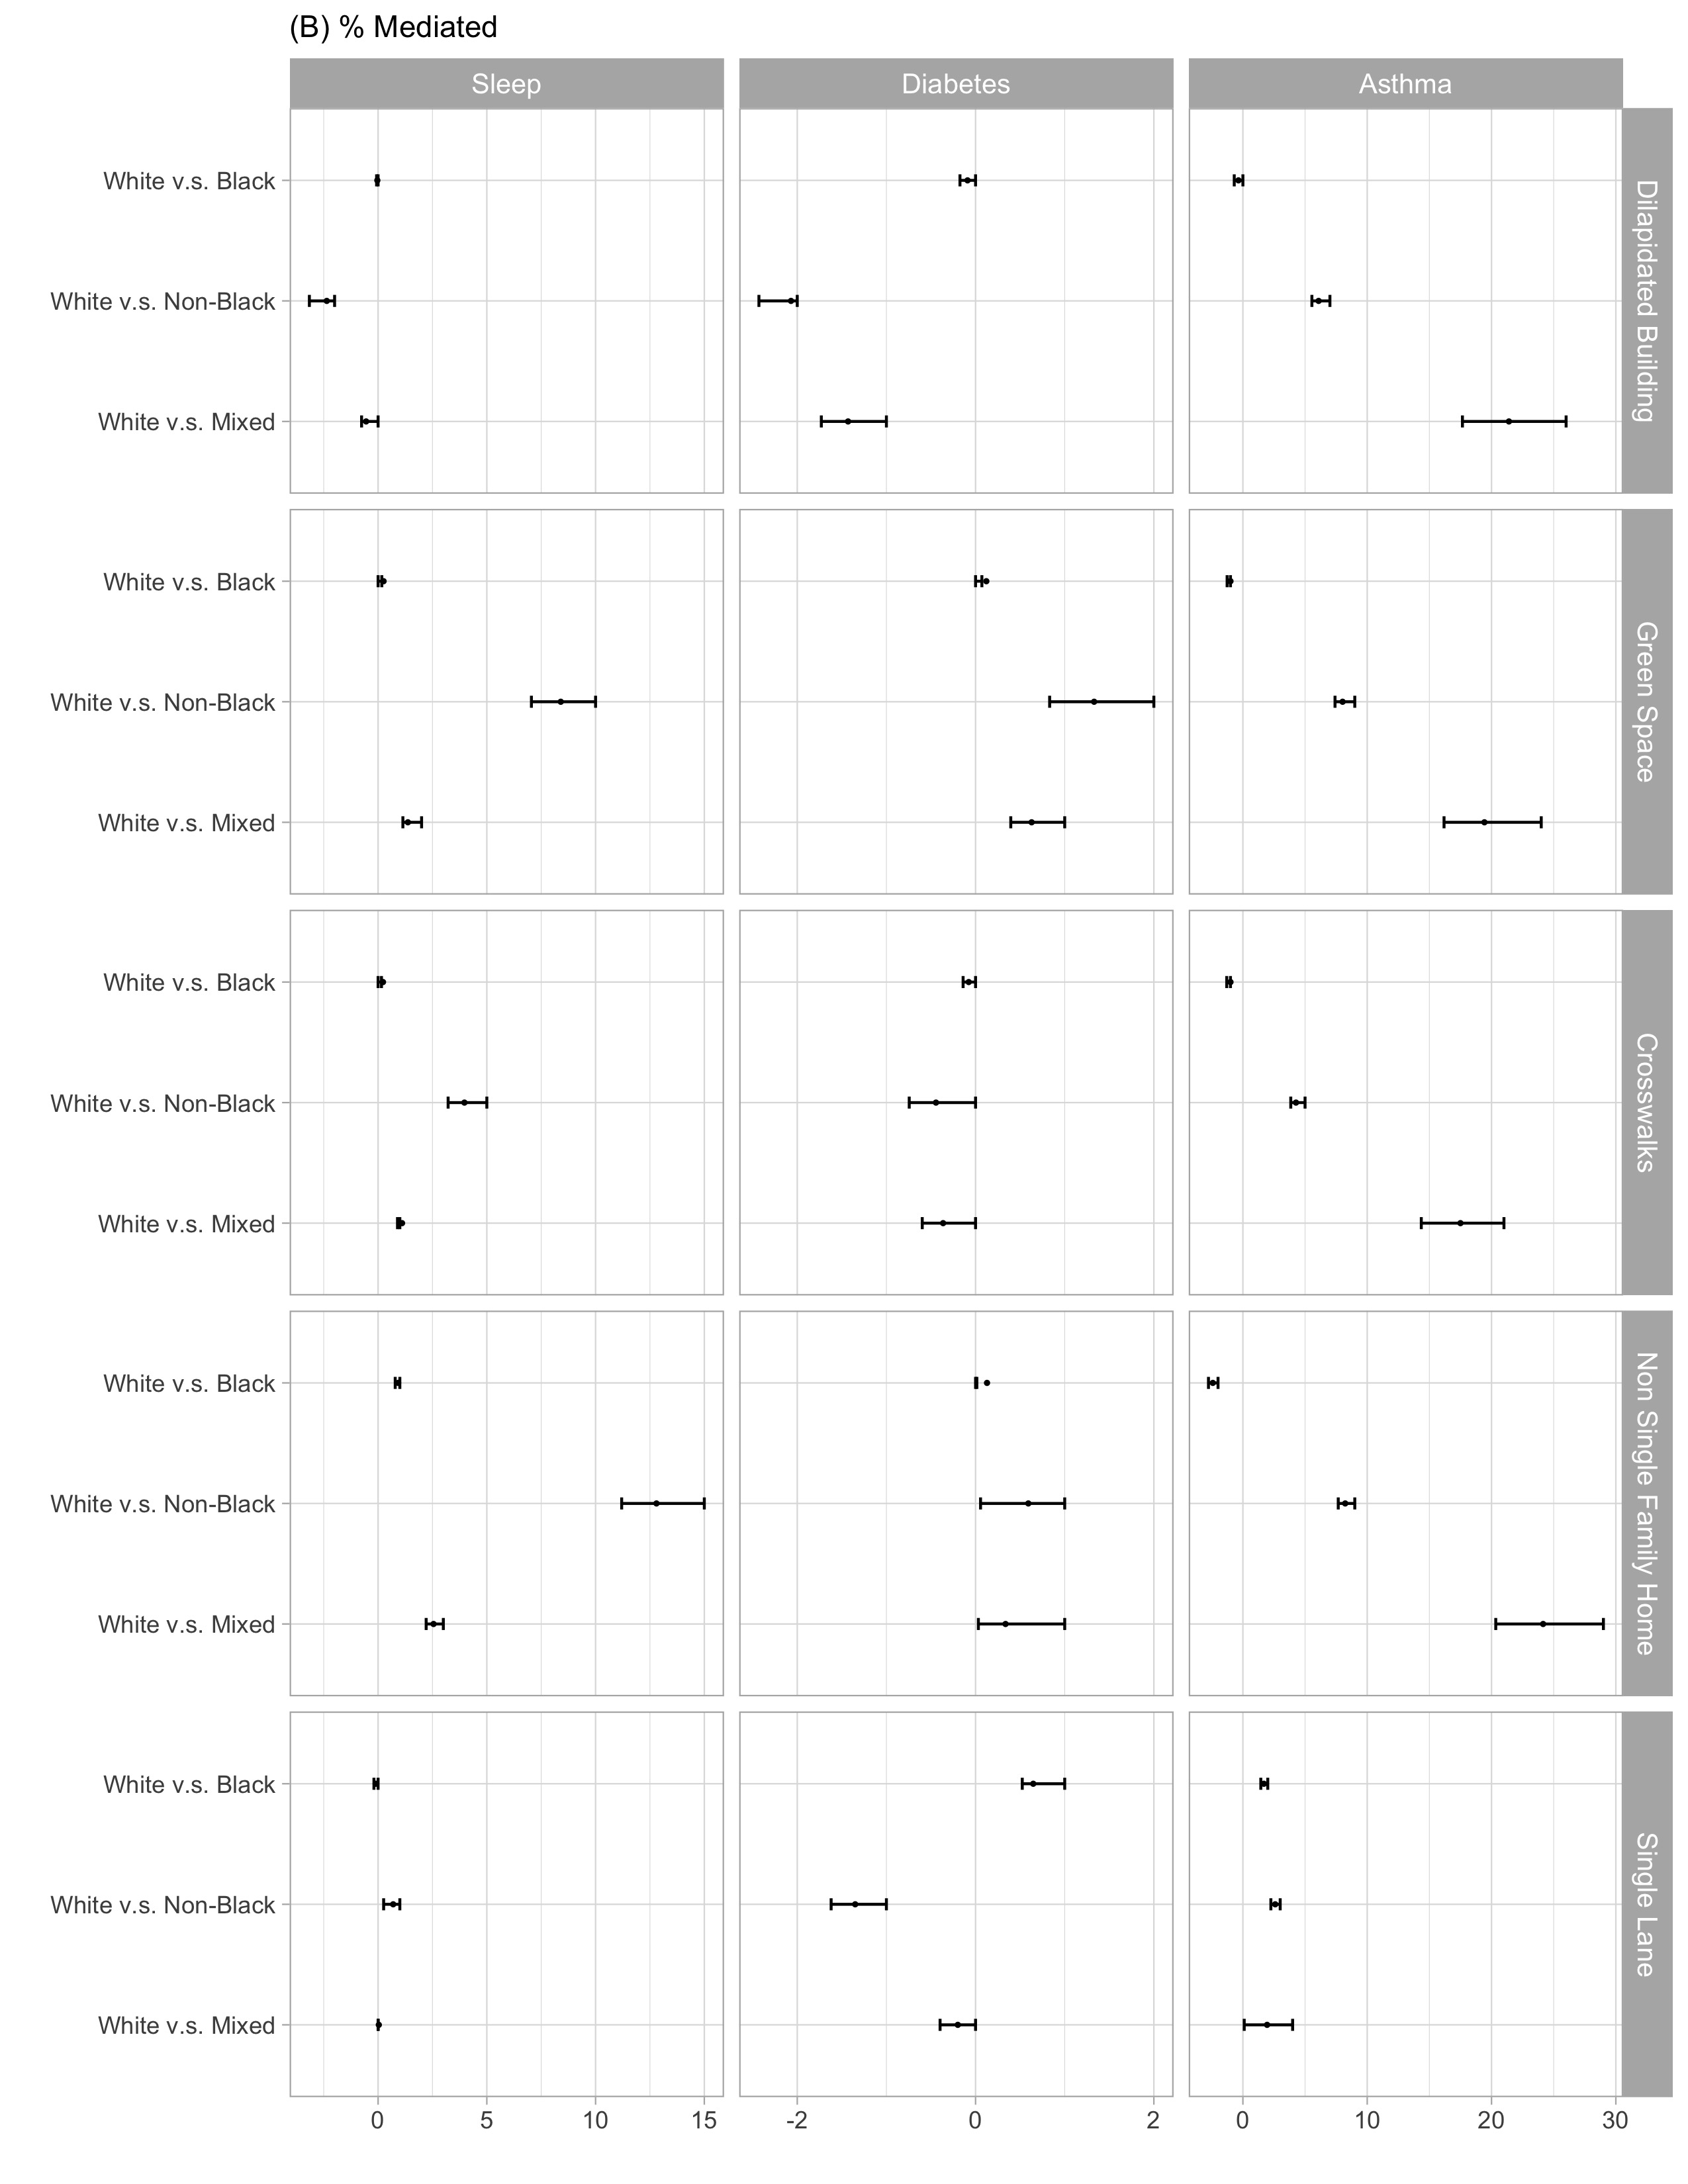 (B) % Mediated
Sleep
Diabetes
Asthma
White v.s. Black
White v.s. Non-Black
White v.s. Mixed
Dilapidated Building
White v.s. Black
White v.s. Non-Black
White v.s. Mixed
Green Space
White v.s. Black
White v.s. Non-Black
White v.s. Mixed
Crosswalks
White v.s. Black
White v.s. Non-Black
White v.s. Mixed
Non Single Family Home
White v.s. Black
White v.s. Non-Black
White v.s. Mixed
Single Lane
0 5 10 15
-2 0 2
0 10 20 30